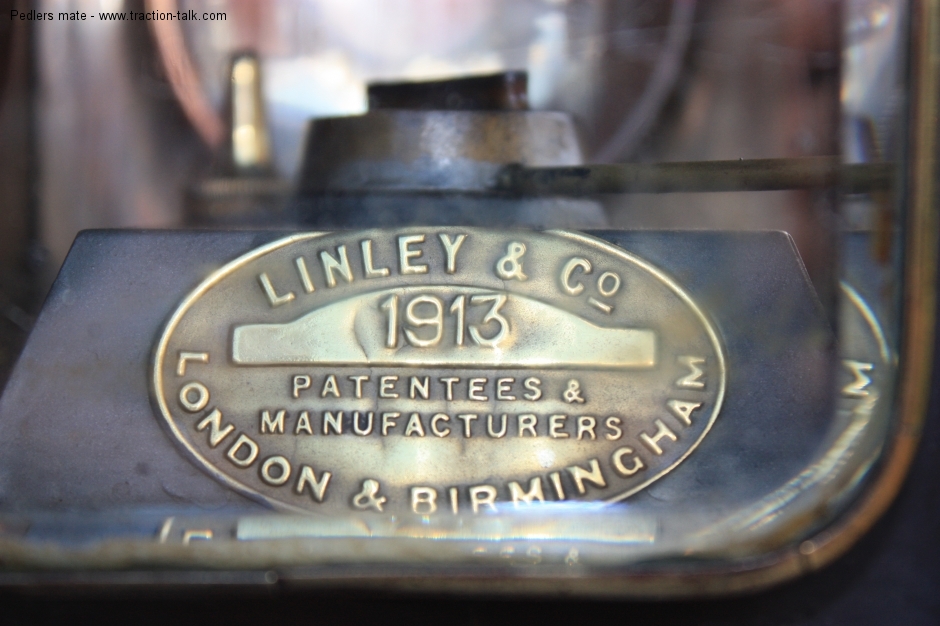 Pedlers mate - www.traction-talk.com
LINLEY & Co
1913
PATENTEES &
MANUFACTURERS
LONDON & BIRMINGHAM